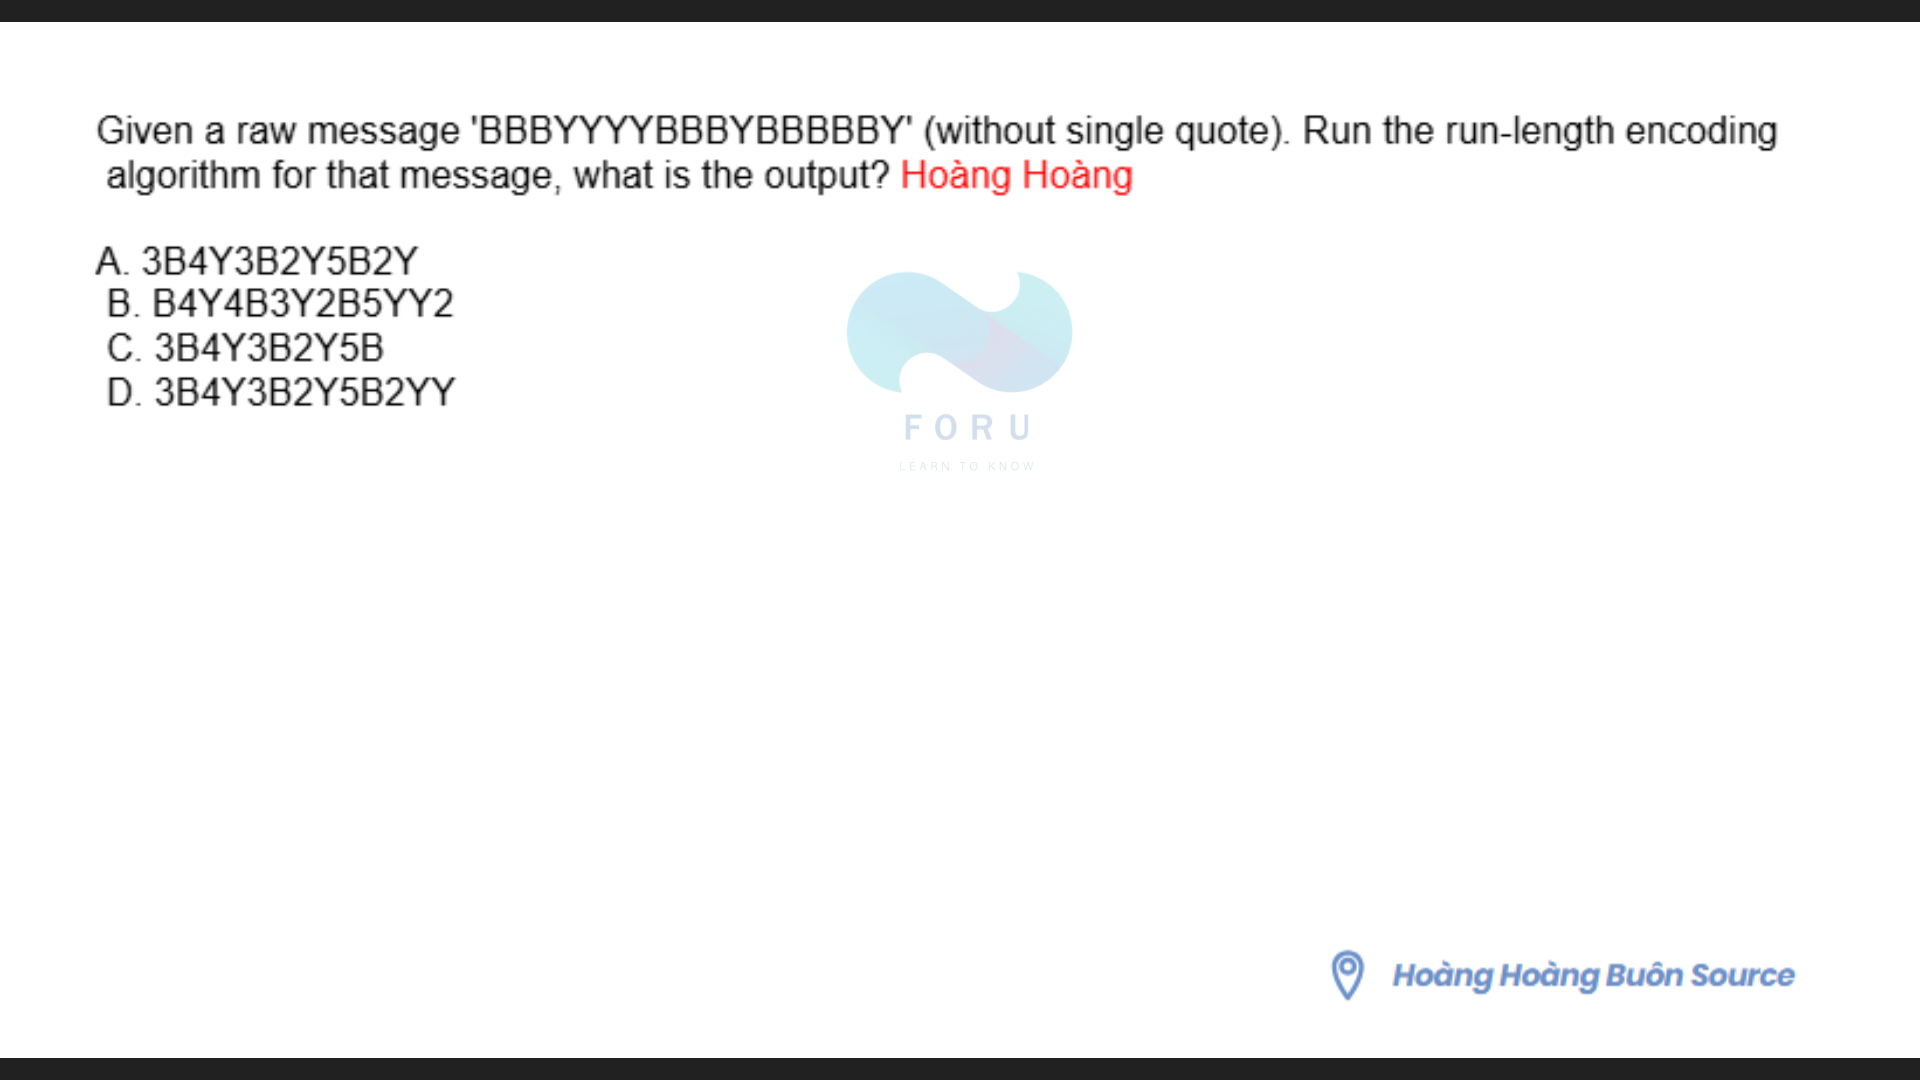 Given a raw message 'BBBYYYYBBBYBBBBBY' (without single quote). Run the run-length encoding
algorithm for that message, what is the output? Hoàng Hoàng
A. 3B4Y3B2Y5B2Y
B. B4Y4B3Y2B5YY2
C. 3B4Y3B2Y5B
D. 3B4Y3B2Y5B2YY
FORU
LEARN TO KNOW
Hoàng Hoàng Buôn Source